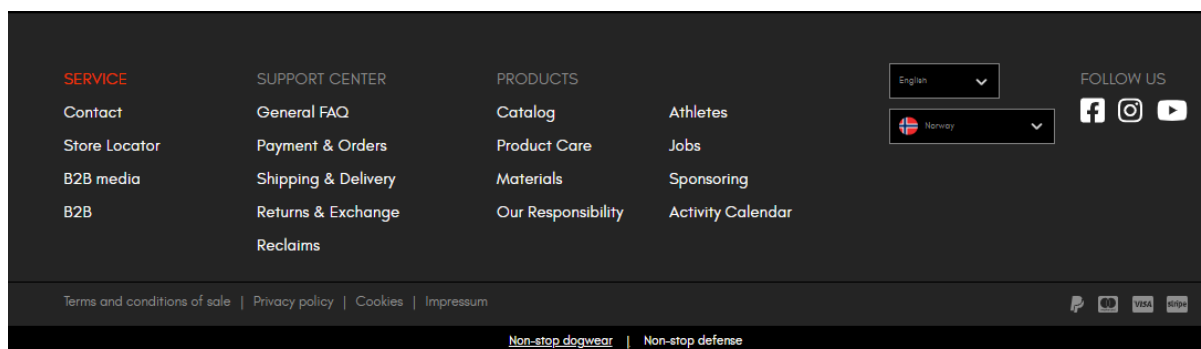 SERVICE
Contact
Store Locator
B2B media
B2B
SUPPORT CENTER
General FAQ
Payment & Orders
Shipping & Delivery
Returns & Exchange
Reclaims
PRODUCTS
Catalog
Product Care
Materials
Our Responsibility
Athletes
Jobs
Sponsoring
Activity Calendar
English
Norway
FOLLOW US
Terms and conditions of sale | Privacy policy | Cookies | Impressum
VISA stripe
Non-stop dogwear | Non-stop defense